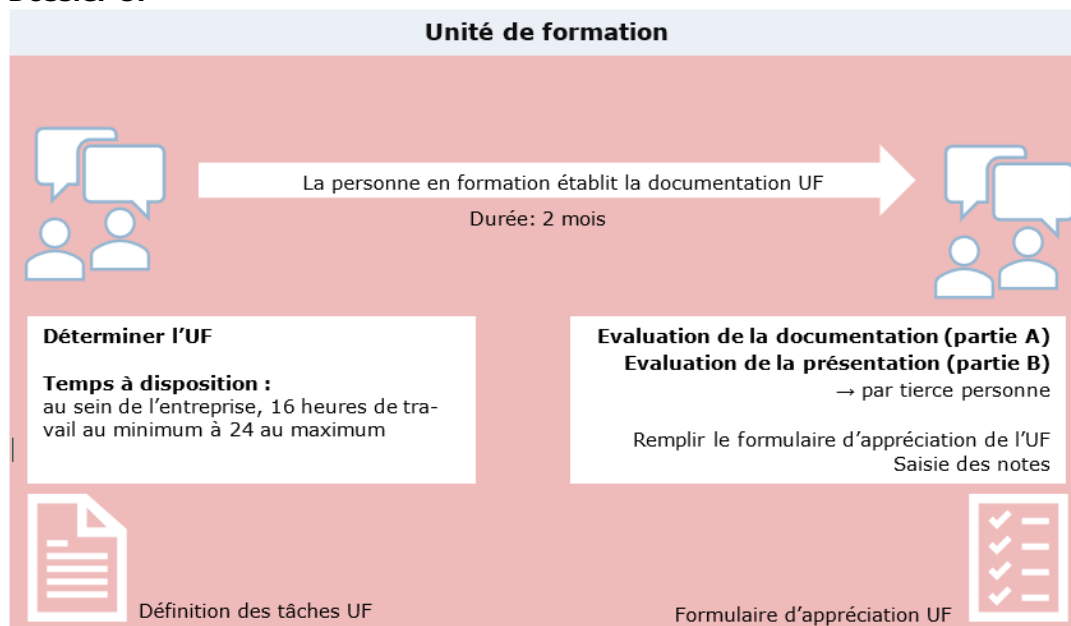 Unité de formation
La personne en formation établit la documentation UF
Durée: 2 mois
Déterminer l’UF
Temps à disposition :
au sein de l’entreprise, 16 heures de tra-
vail au minimum à 24 au maximum
Evaluation de la documentation (partie A)
Evaluation de la présentation (partie B)
→ par tierce personne
Remplir le formulaire d’appréciation de l’UF
Saisie des notes
Définition des tâches UF
Formulaire d’appréciation UF